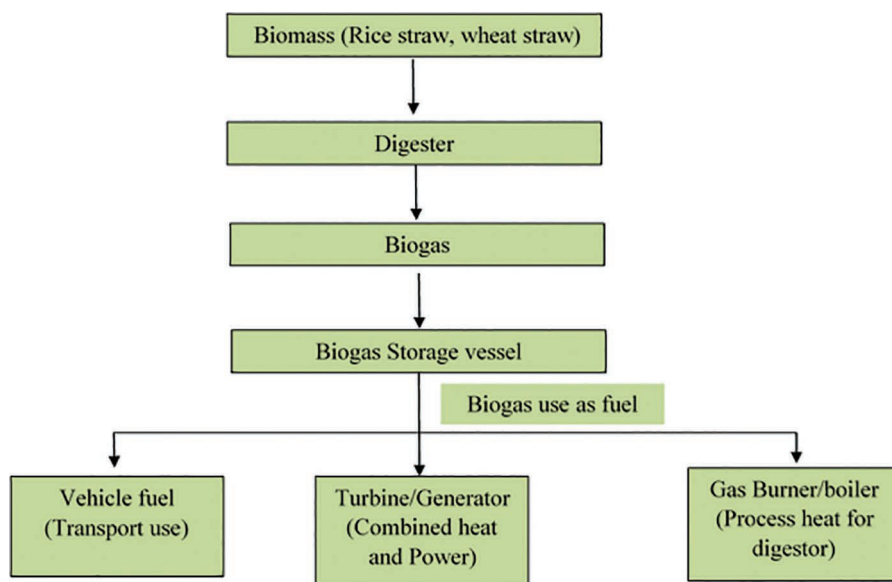 Biomass (Rice straw, wheat straw)
Digester
Biogas
Biogas Storage vessel
Biogas use as fuel
Vehicle fuel
(Transport use)
Turbine/Generator
(Combined heat
and Power)
Gas Burner/boiler
(Process heat for
digestor)